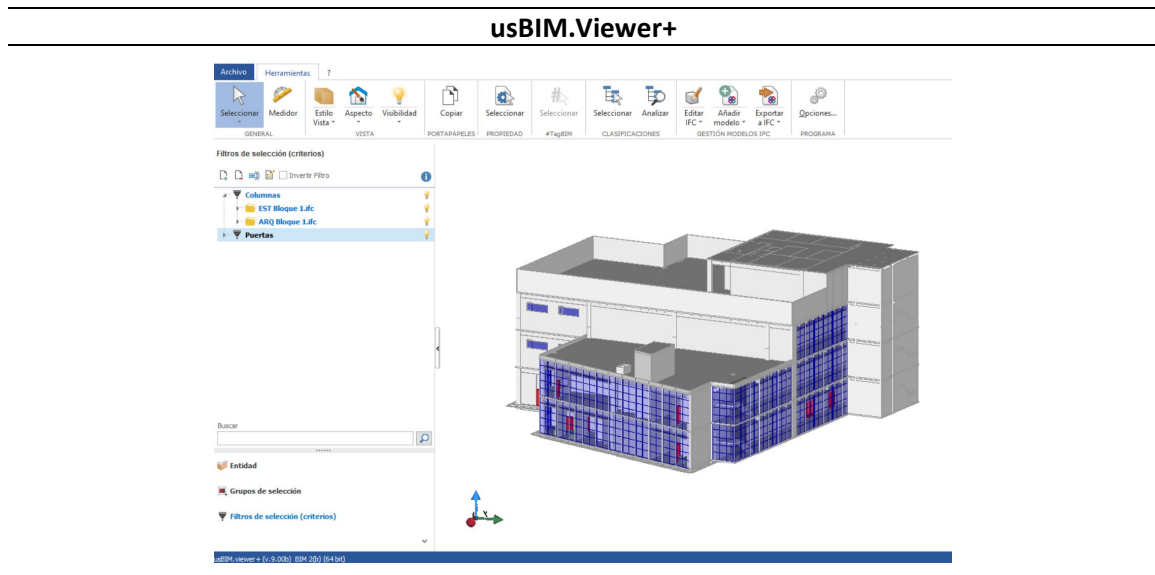 usBIM.Viewer+
Archivo Herramientas ?
Seleccionar Medidor Estilo Vista Aspecto Visibilidad Copiar Seleccionar Seleccionar Seleccionar Analizar Editar IFC Añadir modelo Exportar a IFC Opciones...
GENERAL VISTA PORTAPAPELES PROPIEDAD #TagBIM CLASIFICACIONES GESTIÓN MODELOS IFC PROGRAMA
Filtros de selección (criterios)
Invertir Filtro
Columnas
EST Bloque 1.ifc
ARQ Bloque 1.ifc
Puertas
Buscar
Entidad
Grupos de selección
Filtros de selección (criterios)
usBIM.viewer+ (v.9.00b) BIM 2(b) (64 bit)